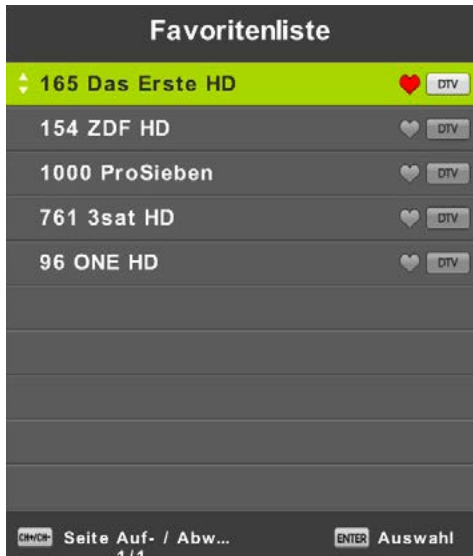 Favoritenliste
165 Das Erste HD DTV
154 ZDF HD DTV
1000 ProSieben DTV
761 3sat HD DTV
96 ONE HD DTV
CH+/CH- Seite Auf- / Abw... ENTER Auswahl
1/1